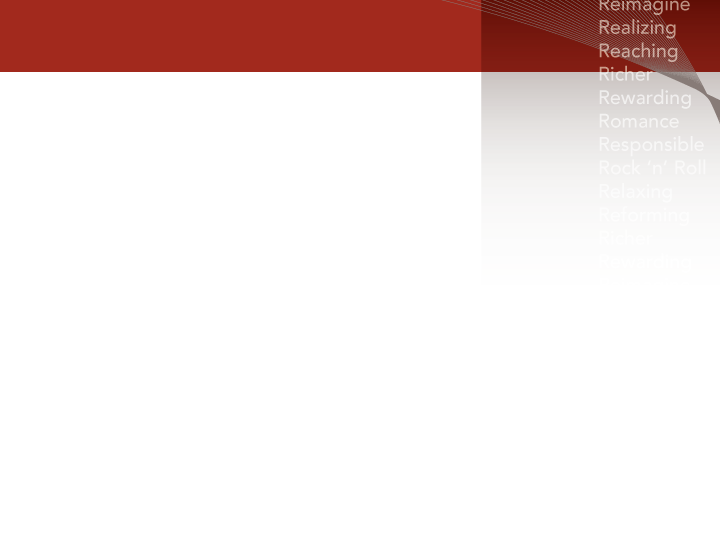 Reimagine
Realizing
Reaching
Richer
Rewarding
Romance
Responsible
Rock 'n' Roll
Relaxing
Reforming